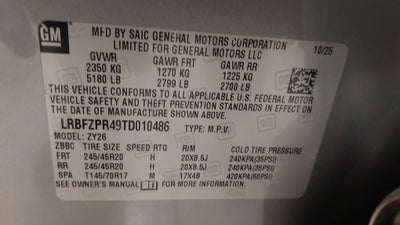 GM
MFD BY SAIC GENERAL MOTORS CORPORATION
LIMITED FOR GENERAL MOTORS LLC
10/25
GVWR GAWR FRT GAWR RR
2350 KG 1270 KG 1225 KG
5180 LB 2799 LB 2700 LB
THIS VEHICLE CONFORMS TO ALL APPLICABLE U.S. FEDERAL MOTOR
VEHICLE SAFETY AND THEFT PREVENTION STANDARDS IN EFFECT ON
THE DATE OF MANUFACTURE SHOWN ABOVE.
LRBFZPR49TD010486 TYPE: M.P.V.
ZBBC ZY26
TIRE SIZE SPEED RTG RIM COLD TIRE PRESSURE
FRT 245/45R20 H 20X8.5J 240KPA(35PSI)
RR 245/45R20 H 20X8.5J 240KPA(35PSI)
SPA T145/70R17 M 17X4B 420KPA(60PSI)
SEE OWNER'S MANUAL FOR MORE INFORMATION